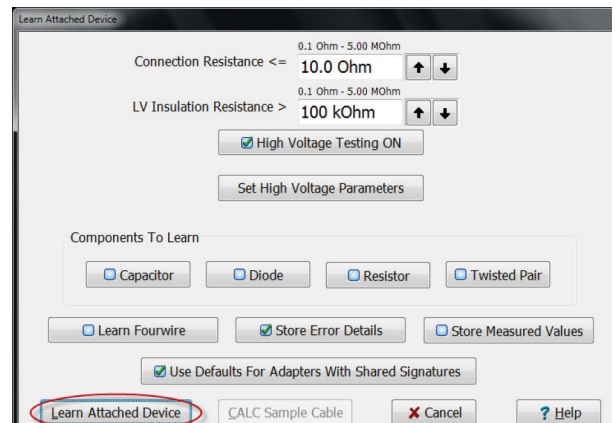 Learn Attached Device
0.1 Ohm - 5.00 MOhm
Connection Resistance <= 10.0 Ohm
0.1 Ohm - 5.00 MOhm
LV Insulation Resistance > 100 kOhm
High Voltage Testing ON
Set High Voltage Parameters
Components To Learn
Capacitor Diode Resistor Twisted Pair
Learn Fourwire Store Error Details Store Measured Values
Use Defaults For Adapters With Shared Signatures
Learn Attached Device CALC Sample Cable Cancel Help